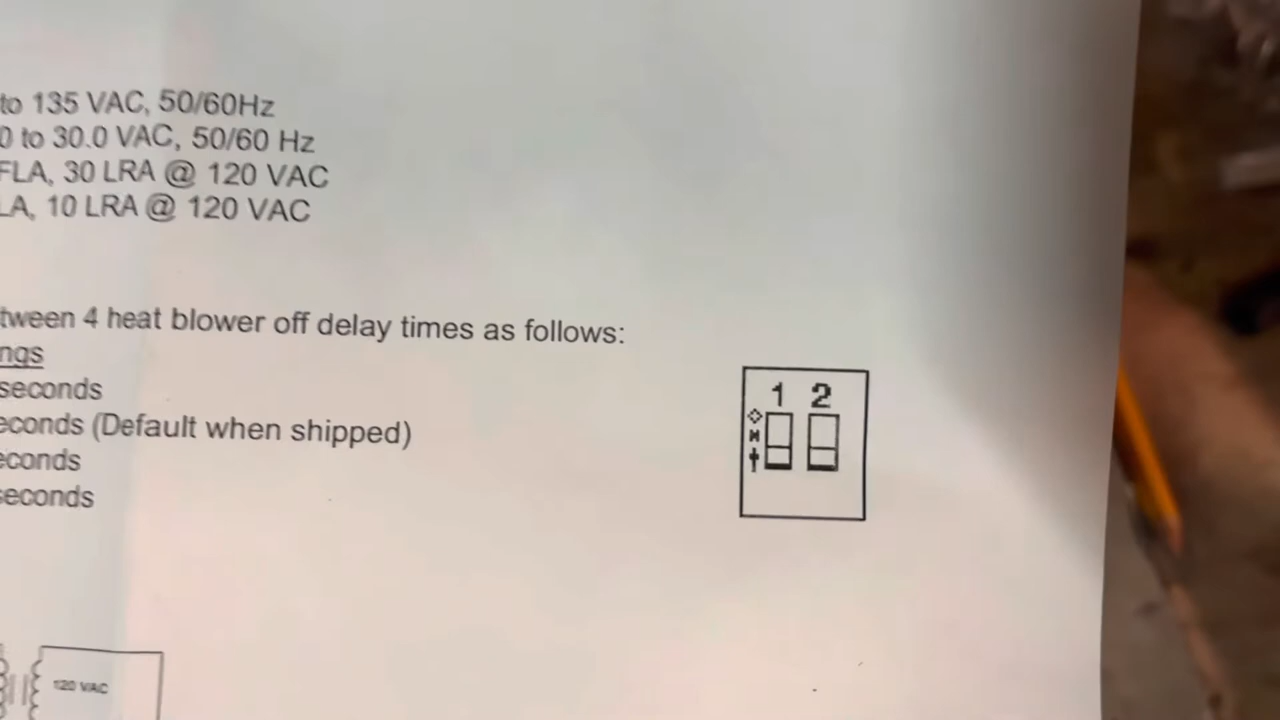 to 135 VAC, 50/60Hz
0 to 30.0 VAC, 50/60 Hz
FLA, 30 LRA @ 120 VAC
LA, 10 LRA @ 120 VAC
tween 4 heat blower off delay times as follows:
ngs
seconds
econds (Default when shipped)
econds
seconds
1 2
120 VAC